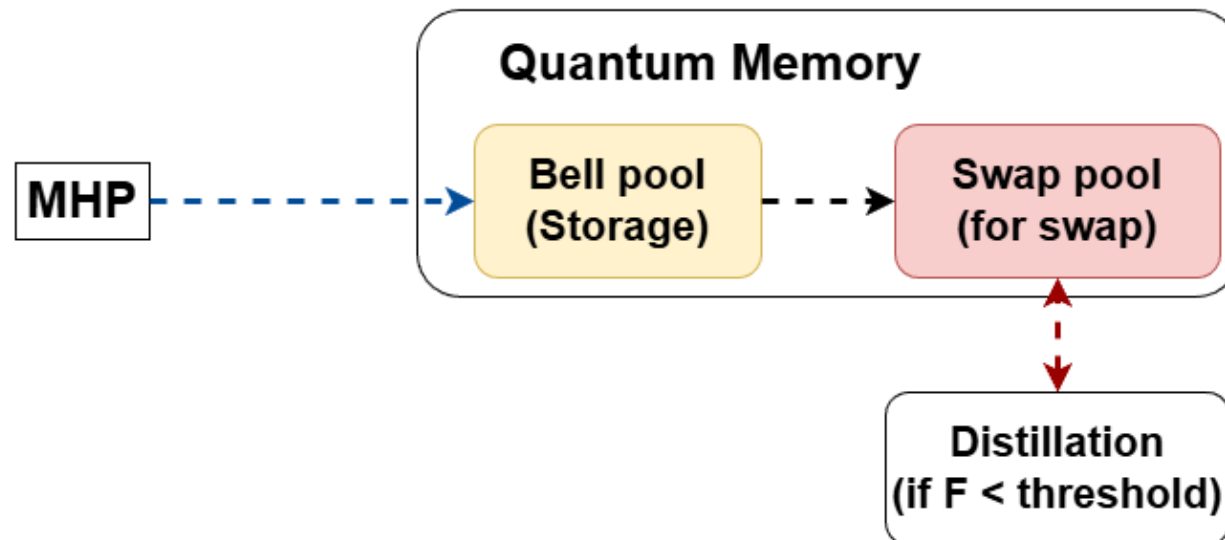 Quantum Memory
MHP
Bell pool
(Storage)
Swap pool
(for swap)
Distillation
(if F < threshold)